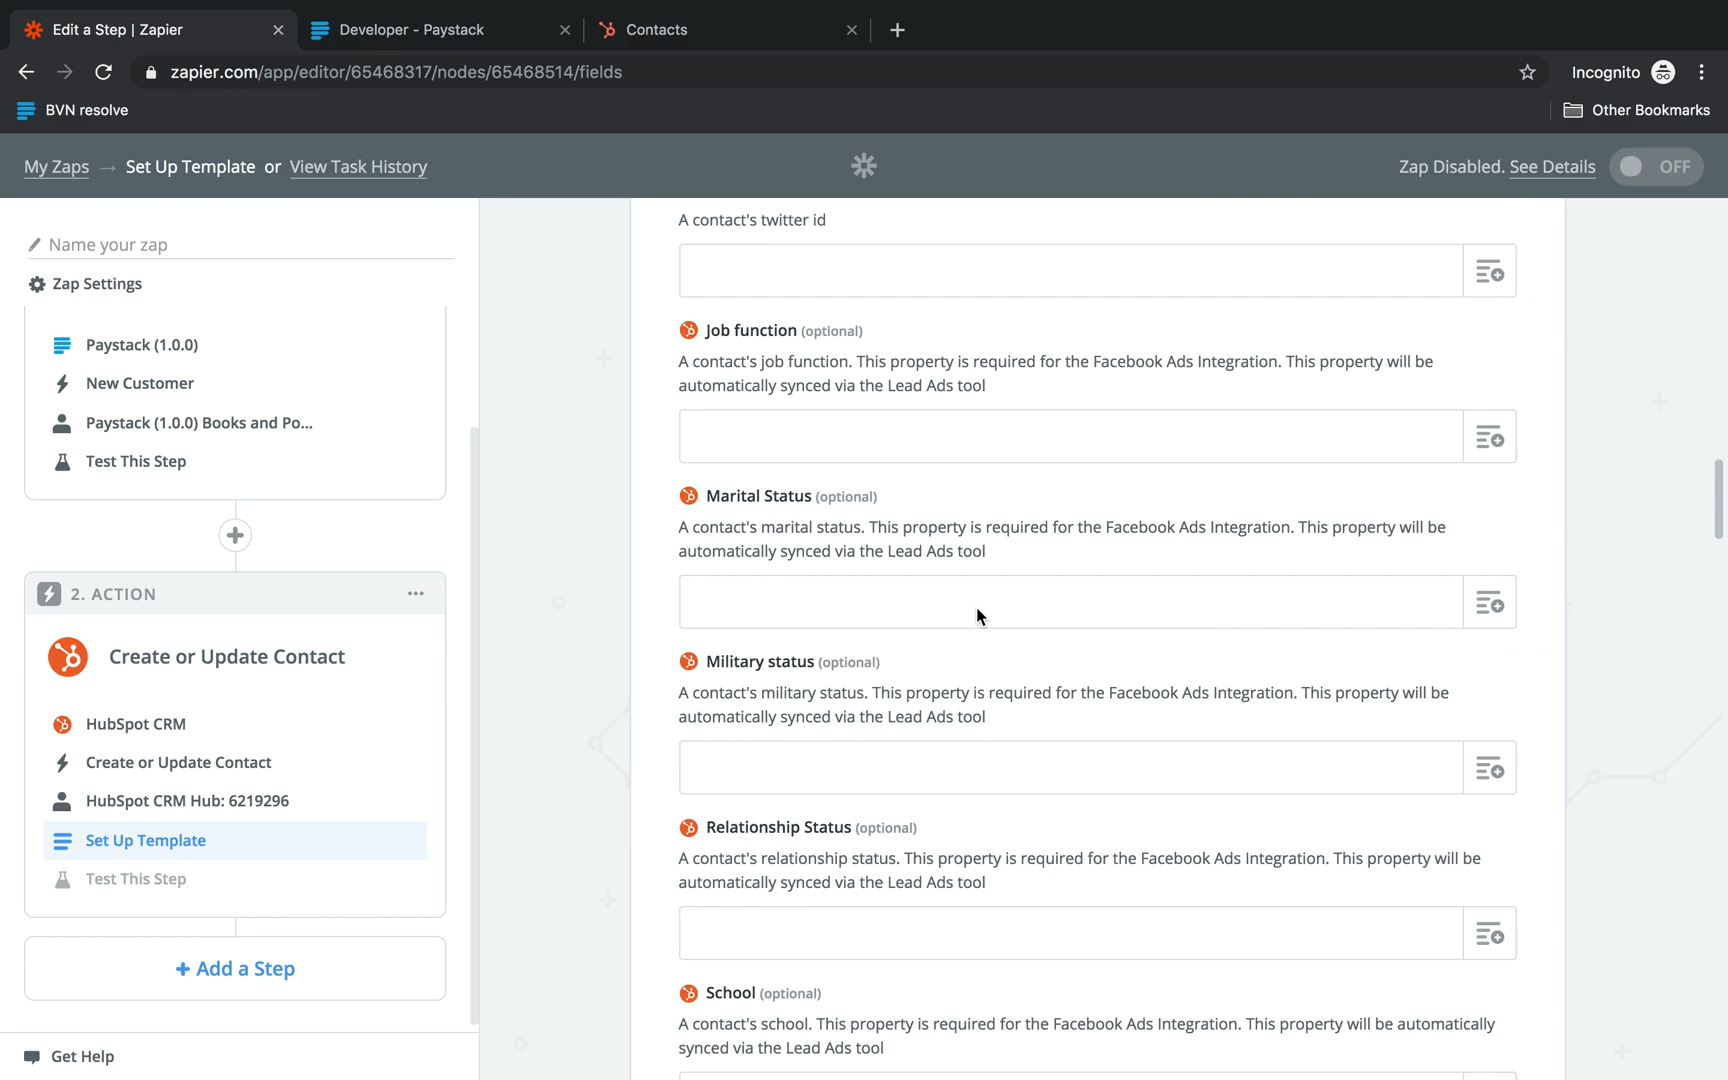 Edit a Step | Zapier
Developer - Paystack
Contacts
zapier.com/app/editor/65468317/nodes/65468514/fields
Incognito
BVN resolve
Other Bookmarks
My Zaps → Set Up Template or View Task History
Zap Disabled. See Details
OFF
Name your zap
Zap Settings
Paystack (1.0.0)
New Customer
Paystack (1.0.0) Books and Po...
Test This Step
2. ACTION
Create or Update Contact
HubSpot CRM
Create or Update Contact
HubSpot CRM Hub: 6219296
Set Up Template
Test This Step
+ Add a Step
Get Help
A contact's twitter id
Job function (optional)
A contact's job function. This property is required for the Facebook Ads Integration. This property will be
automatically synced via the Lead Ads tool
Marital Status (optional)
A contact's marital status. This property is required for the Facebook Ads Integration. This property will be
automatically synced via the Lead Ads tool
Military status (optional)
A contact's military status. This property is required for the Facebook Ads Integration. This property will be
automatically synced via the Lead Ads tool
Relationship Status (optional)
A contact's relationship status. This property is required for the Facebook Ads Integration. This property will be
automatically synced via the Lead Ads tool
School (optional)
A contact's school. This property is required for the Facebook Ads Integration. This property will be automatically
synced via the Lead Ads tool